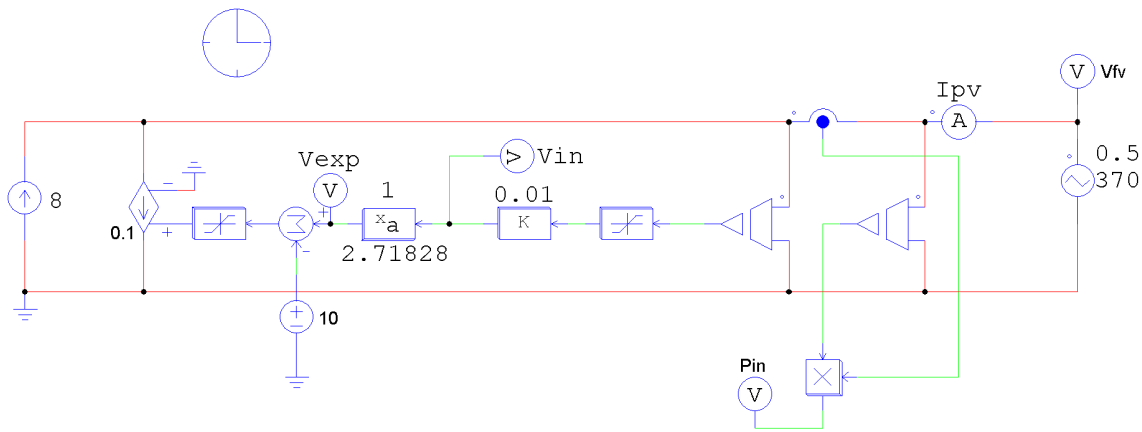 V
Vfv
Ipv
A
0.5
370
Vexp
V
1
V
Vin
0.01
K
8
0.1
Σ
x
a
2.71828
10
Pin
V